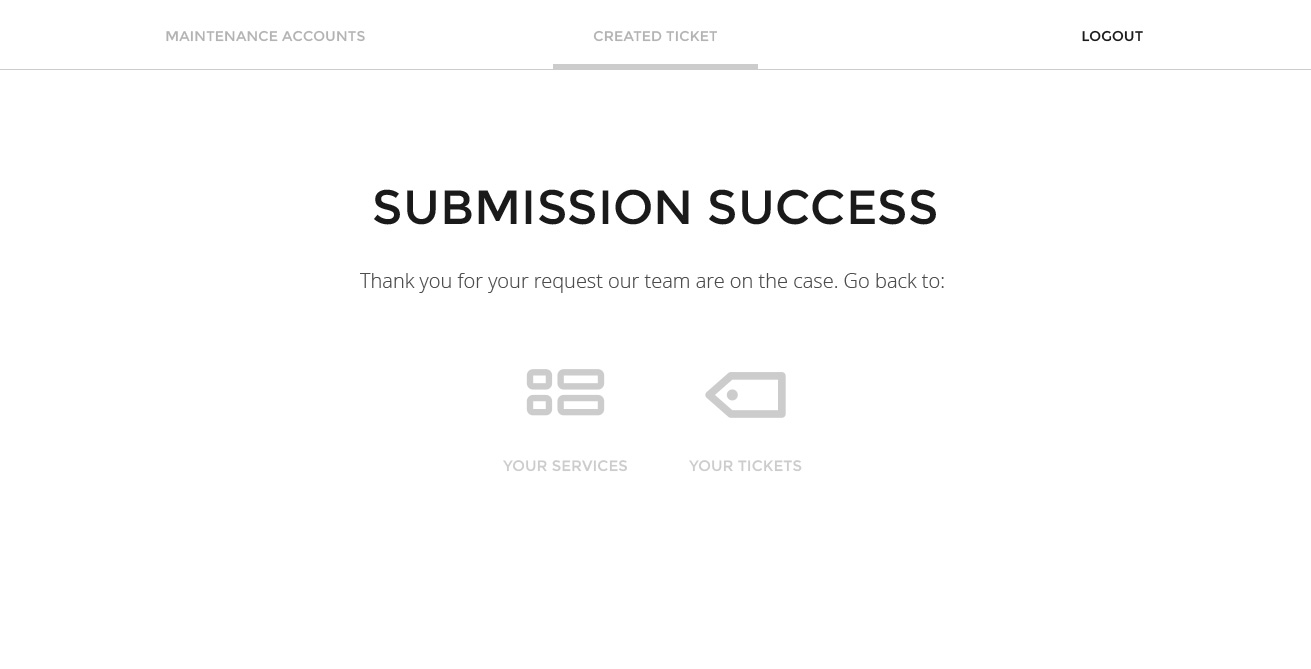 MAINTENANCE ACCOUNTS CREATED TICKET LOGOUT
SUBMISSION SUCCESS
Thank you for your request our team are on the case. Go back to:
YOUR SERVICES YOUR TICKETS